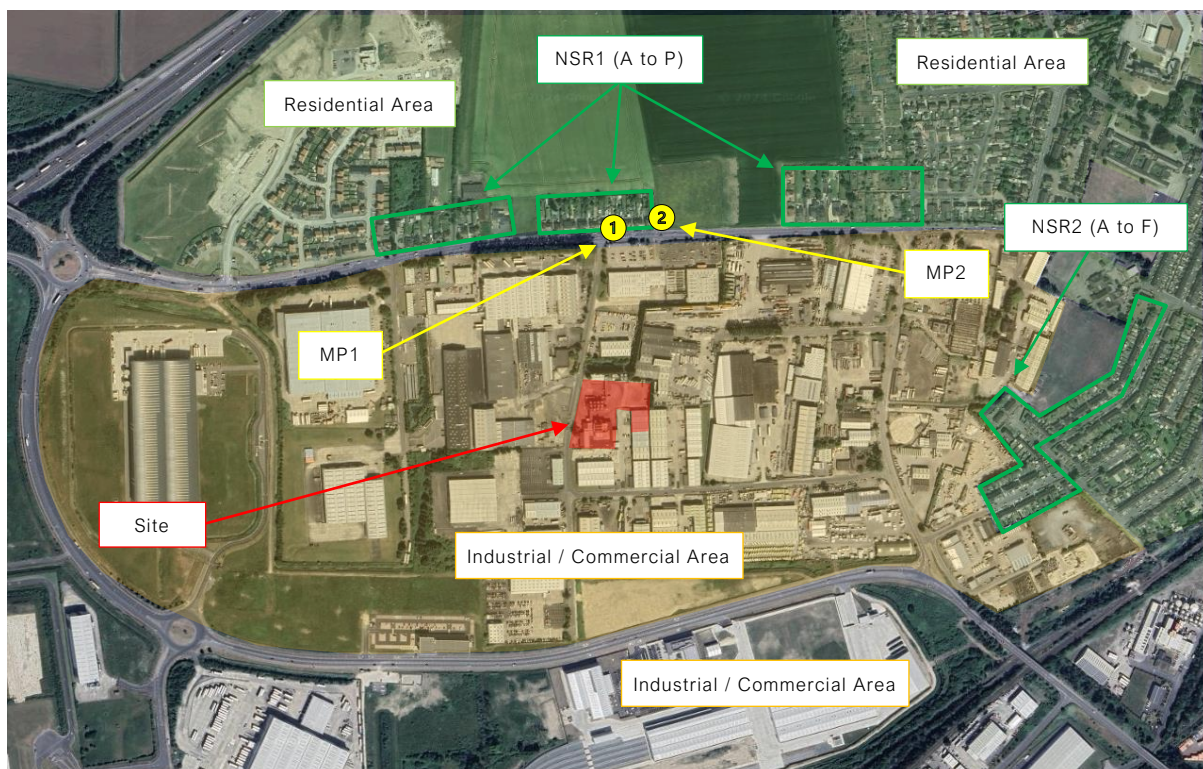 NSR1 (A to P)
Residential Area
Residential Area
NSR2 (A to F)
1
2
MP2
MP1
Site
Industrial / Commercial Area
Industrial / Commercial Area